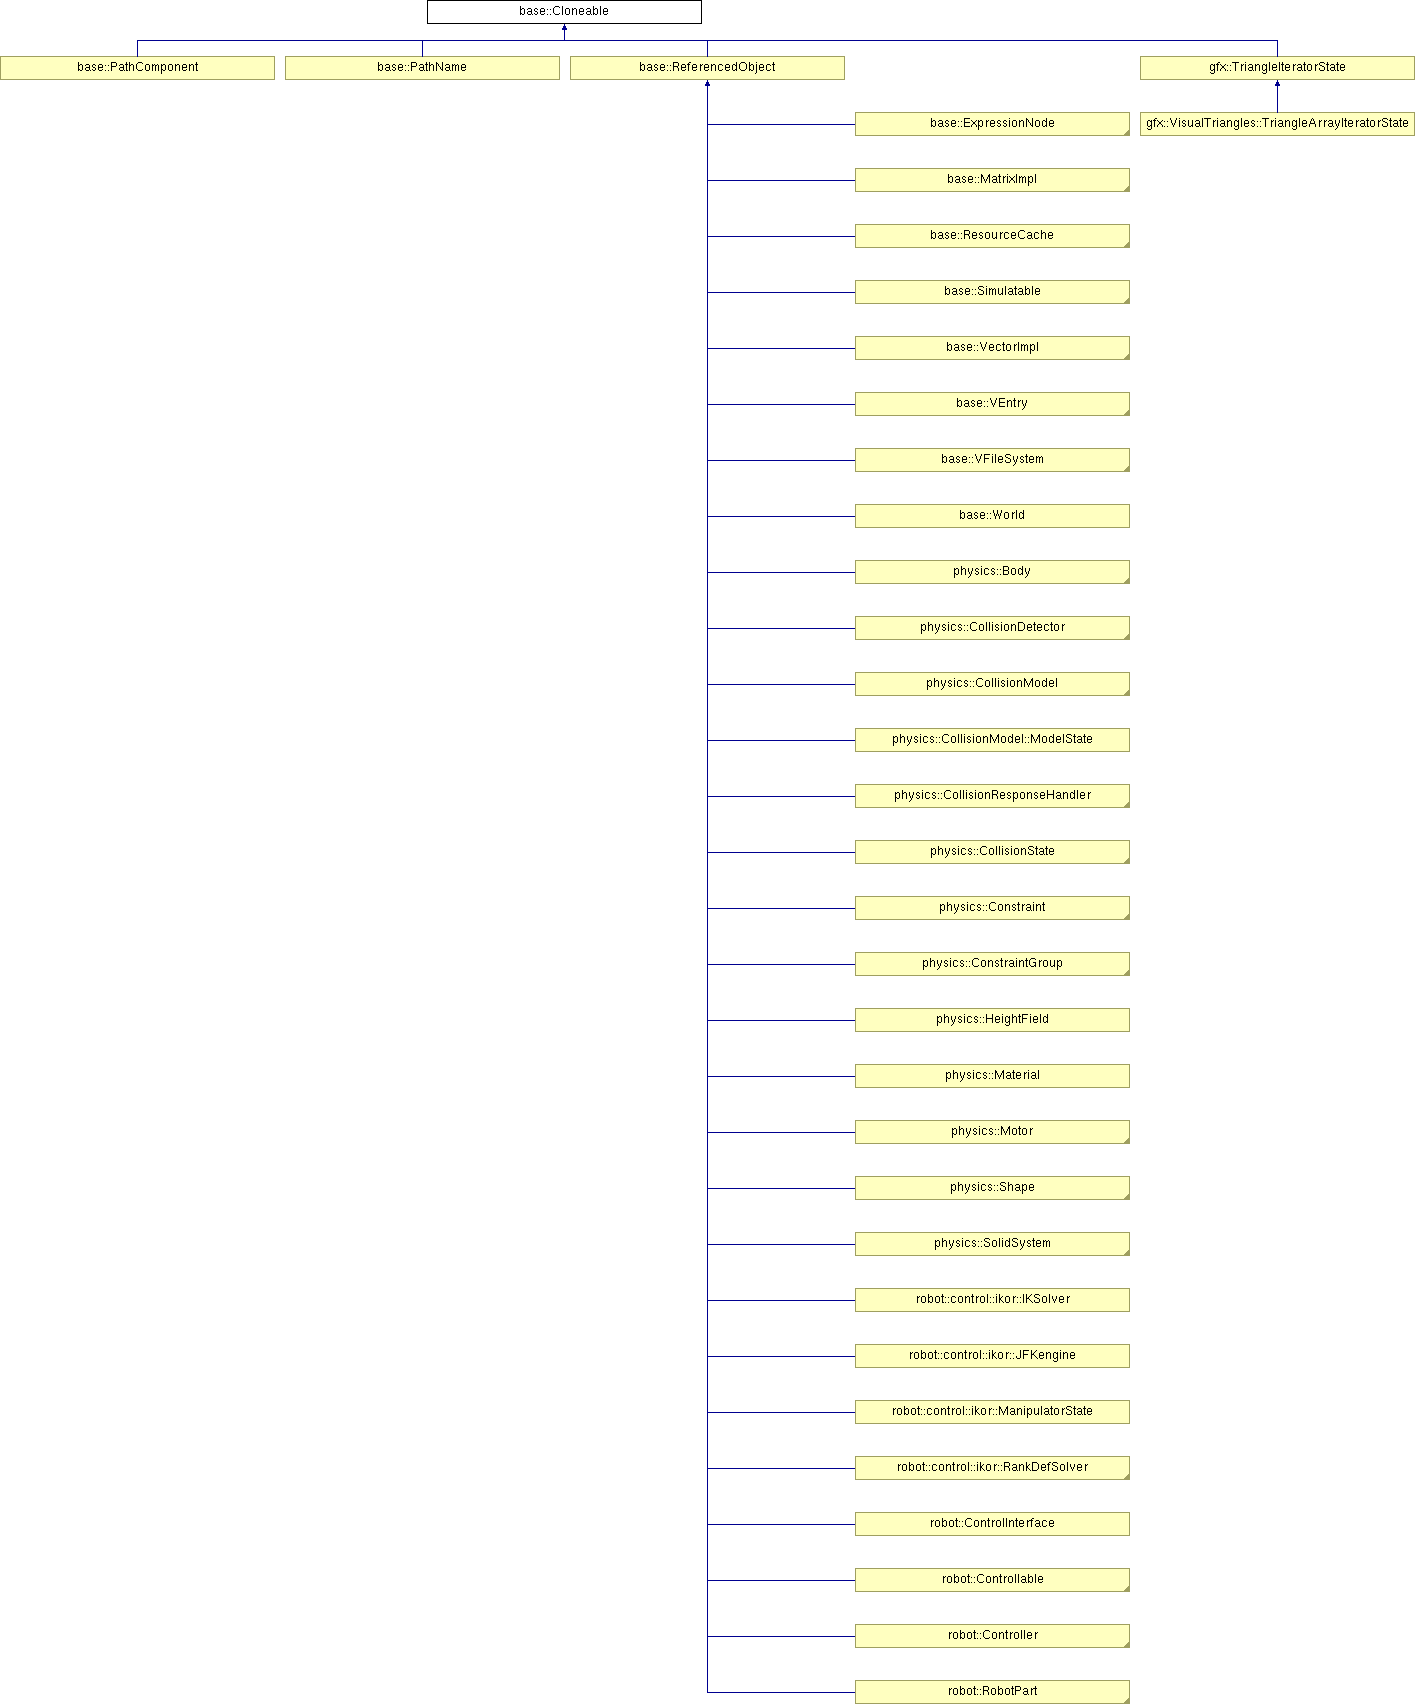 base::Cloneable
base::PathComponent
base::PathName
base::ReferencedObject
gfx::TriangleIteratorState
base::ExpressionNode
gfx::VisualTriangles::TriangleArrayIteratorState
base::MatrixImpl
base::ResourceCache
base::Simulatable
base::VectorImpl
base::VEntry
base::VFileSystem
base::World
physics::Body
physics::CollisionDetector
physics::CollisionModel
physics::CollisionModel::ModelState
physics::CollisionResponseHandler
physics::CollisionState
physics::Constraint
physics::ConstraintGroup
physics::HeightField
physics::Material
physics::Motor
physics::Shape
physics::SolidSystem
robot::control::ikor::IKSolver
robot::control::ikor::JFKengine
robot::control::ikor::ManipulatorState
robot::control::ikor::RankDefSolver
robot::ControlInterface
robot::Controllable
robot::Controller
robot::RobotPart